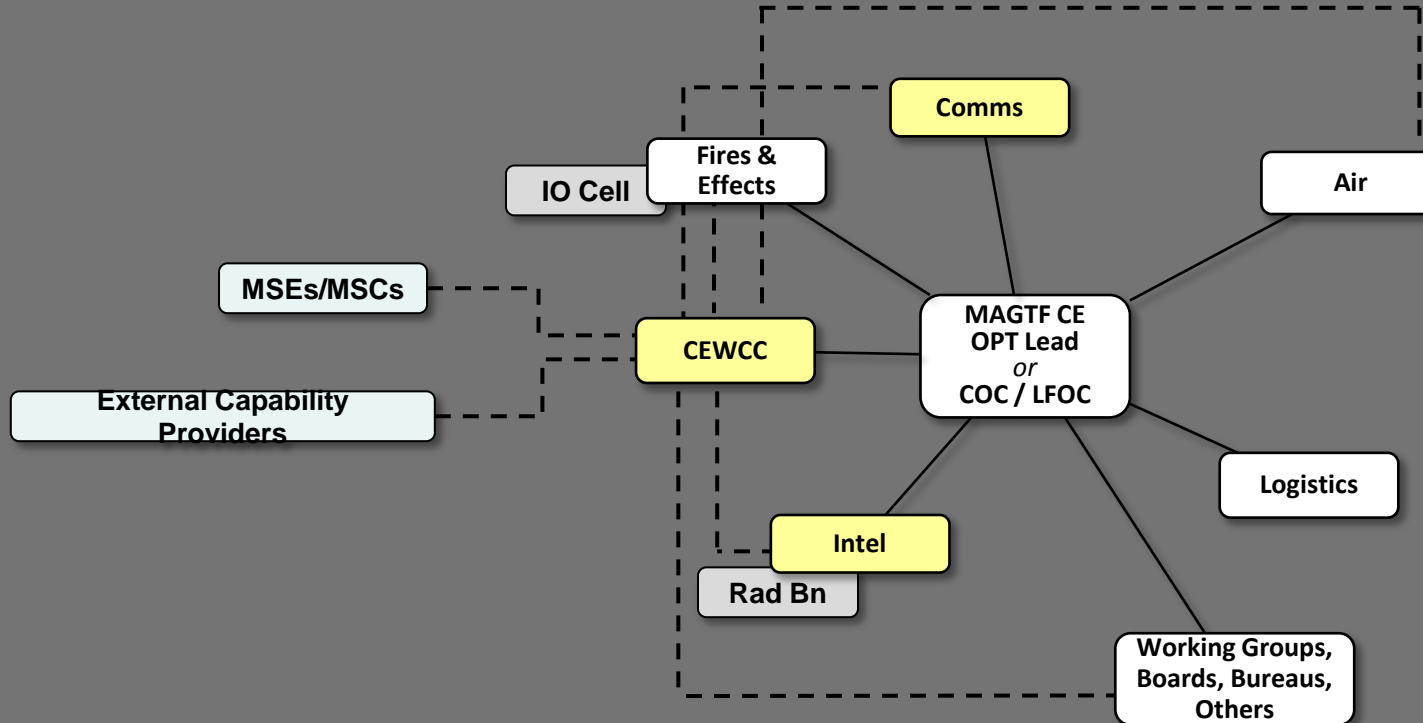 Comms
Fires &
Effects
Air
IO Cell
MSEs/MSCs
MAGTF CE
OPT Lead
or
COC / LFOC
CEWCC
External Capability
Providers
Logistics
Intel
Rad Bn
Working Groups,
Boards, Bureaus,
Others